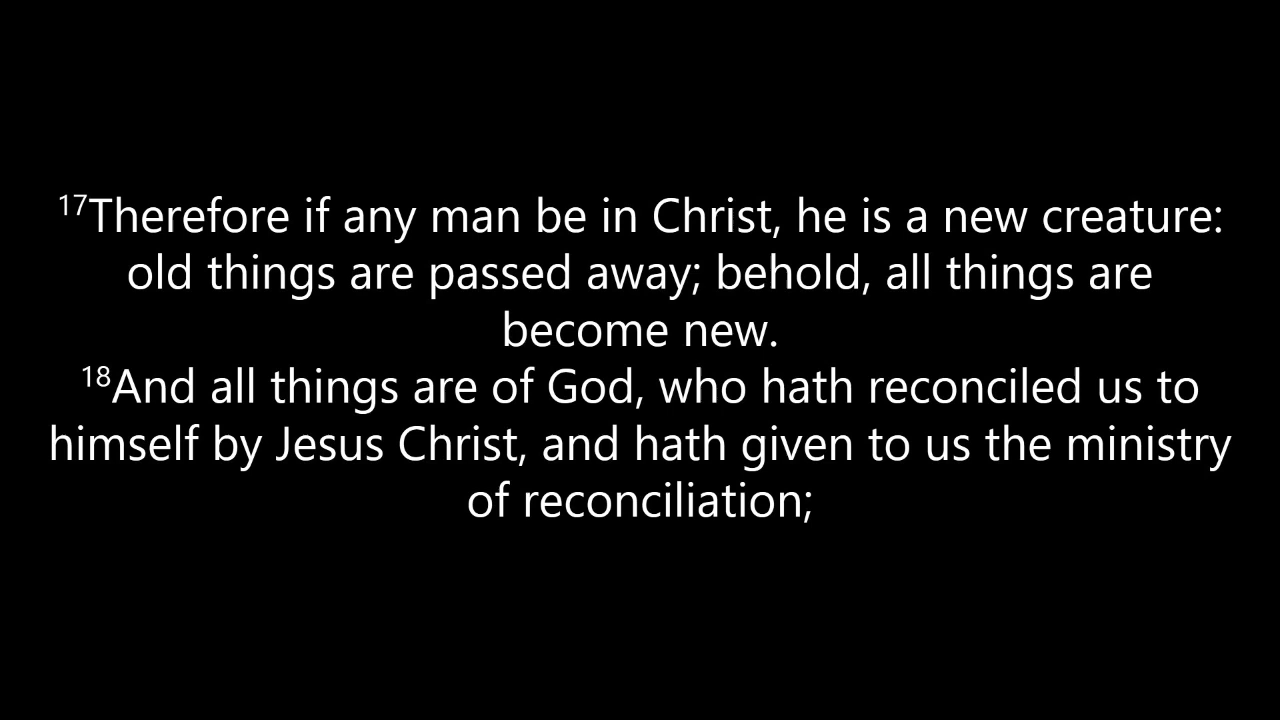 17Therefore if any man be in Christ, he is a new creature:
old things are passed away; behold, all things are
become new.
18And all things are of God, who hath reconciled us to
himself by Jesus Christ, and hath given to us the ministry
of reconciliation;